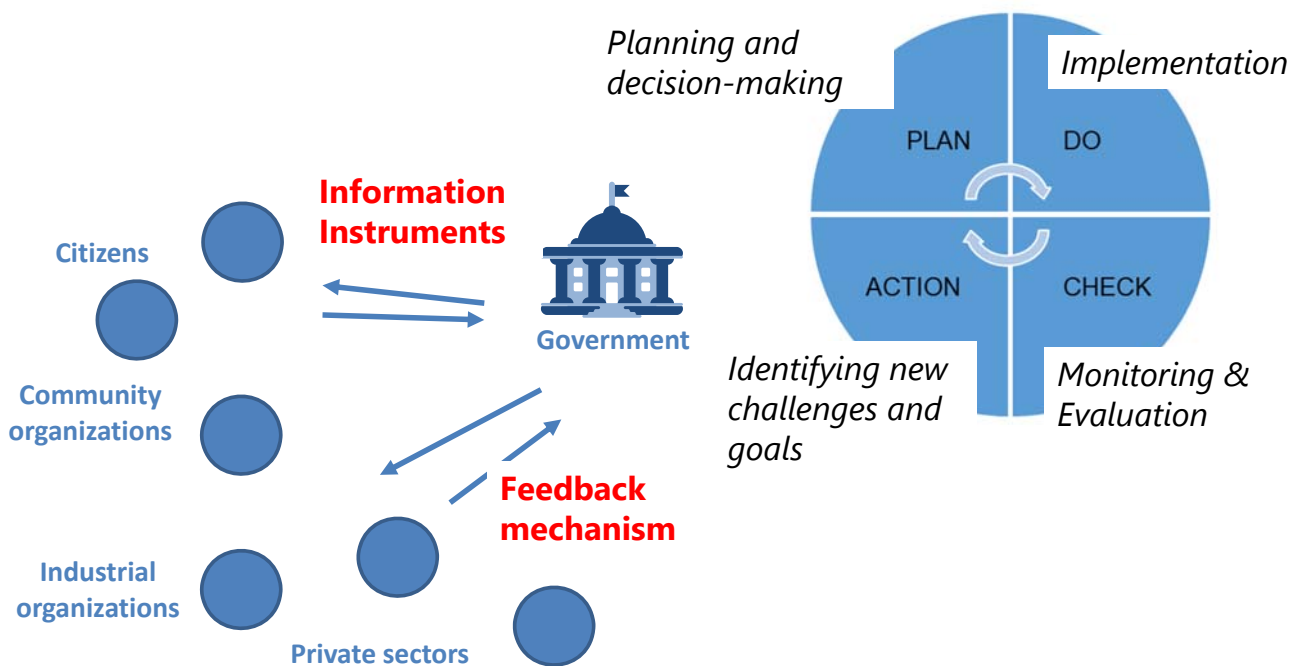 Planning and
decision-making
Implementation
PLAN
DO
ACTION
CHECK
Identifying new
challenges and
goals
Monitoring &
Evaluation
Information
Instruments
Citizens
Government
Community
organizations
Feedback
mechanism
Industrial
organizations
Private sectors